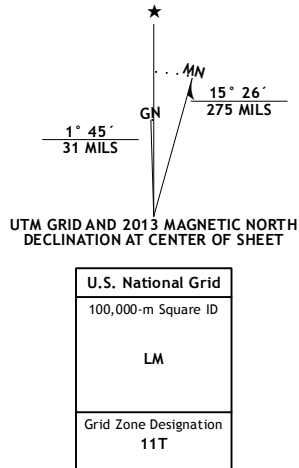 ★
MN
GN
15° 26´
275 MILS
1° 45´
31 MILS
UTM GRID AND 2013 MAGNETIC NORTH
DECLINATION AT CENTER OF SHEET
U.S. National Grid
100,000-m Square ID
LM
Grid Zone Designation
11T